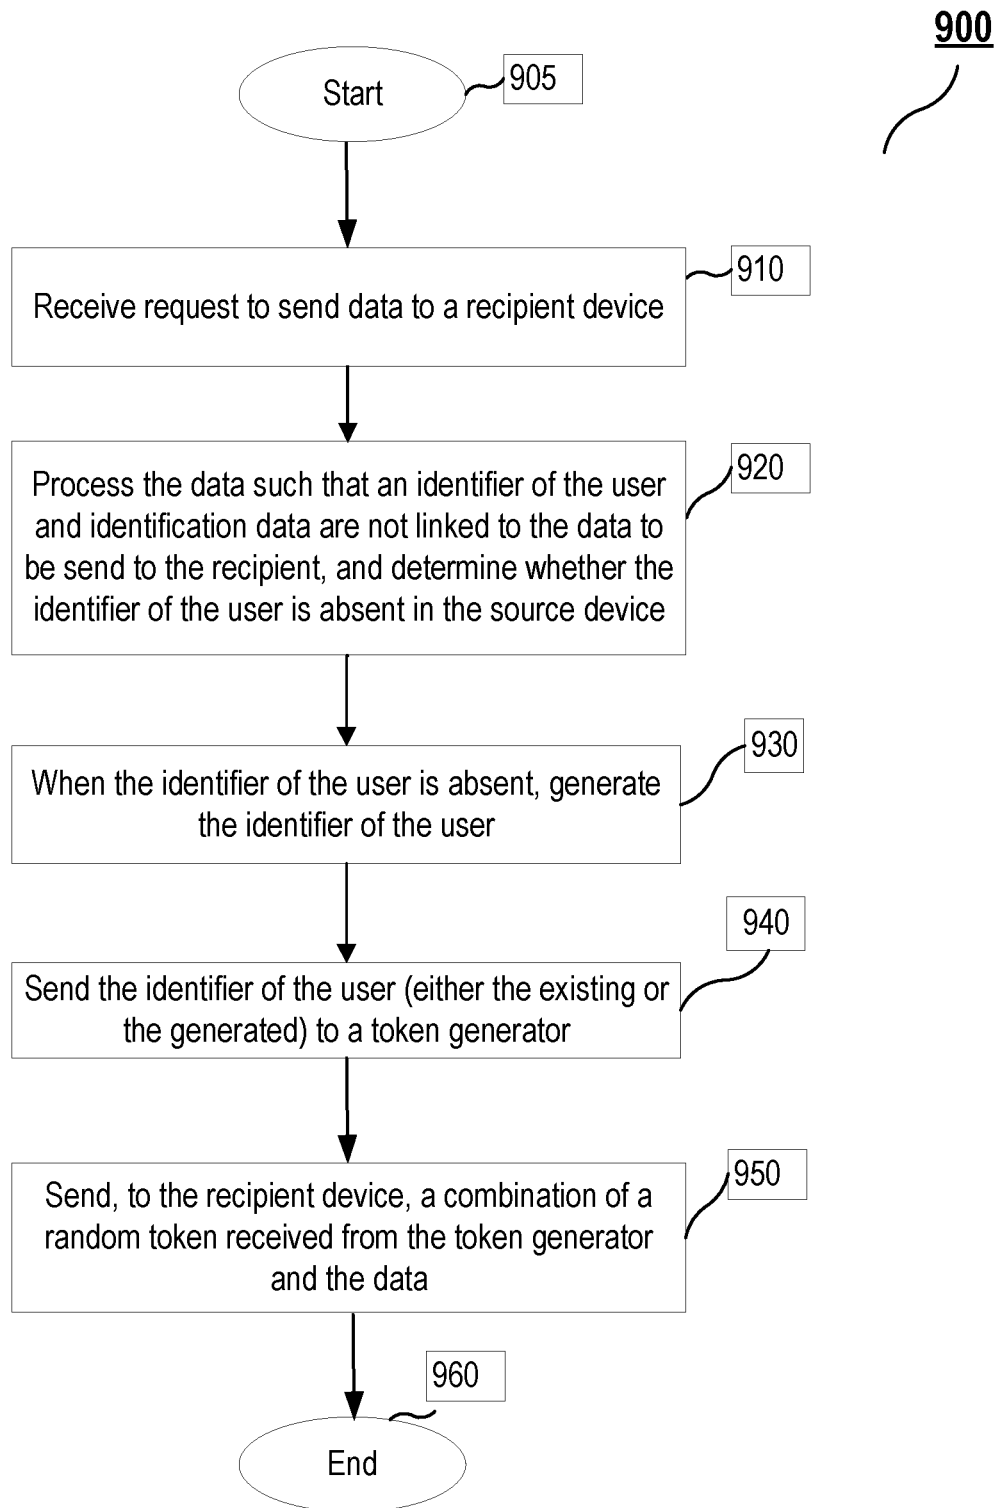 900
Start
905
910
Receive request to send data to a recipient device
920
Process the data such that an identifier of the user
and identification data are not linked to the data to
be send to the recipient, and determine whether the
identifier of the user is absent in the source device
930
When the identifier of the user is absent, generate
the identifier of the user
940
Send the identifier of the user (either the existing or
the generated) to a token generator
950
Send, to the recipient device, a combination of a
random token received from the token generator
and the data
960
End